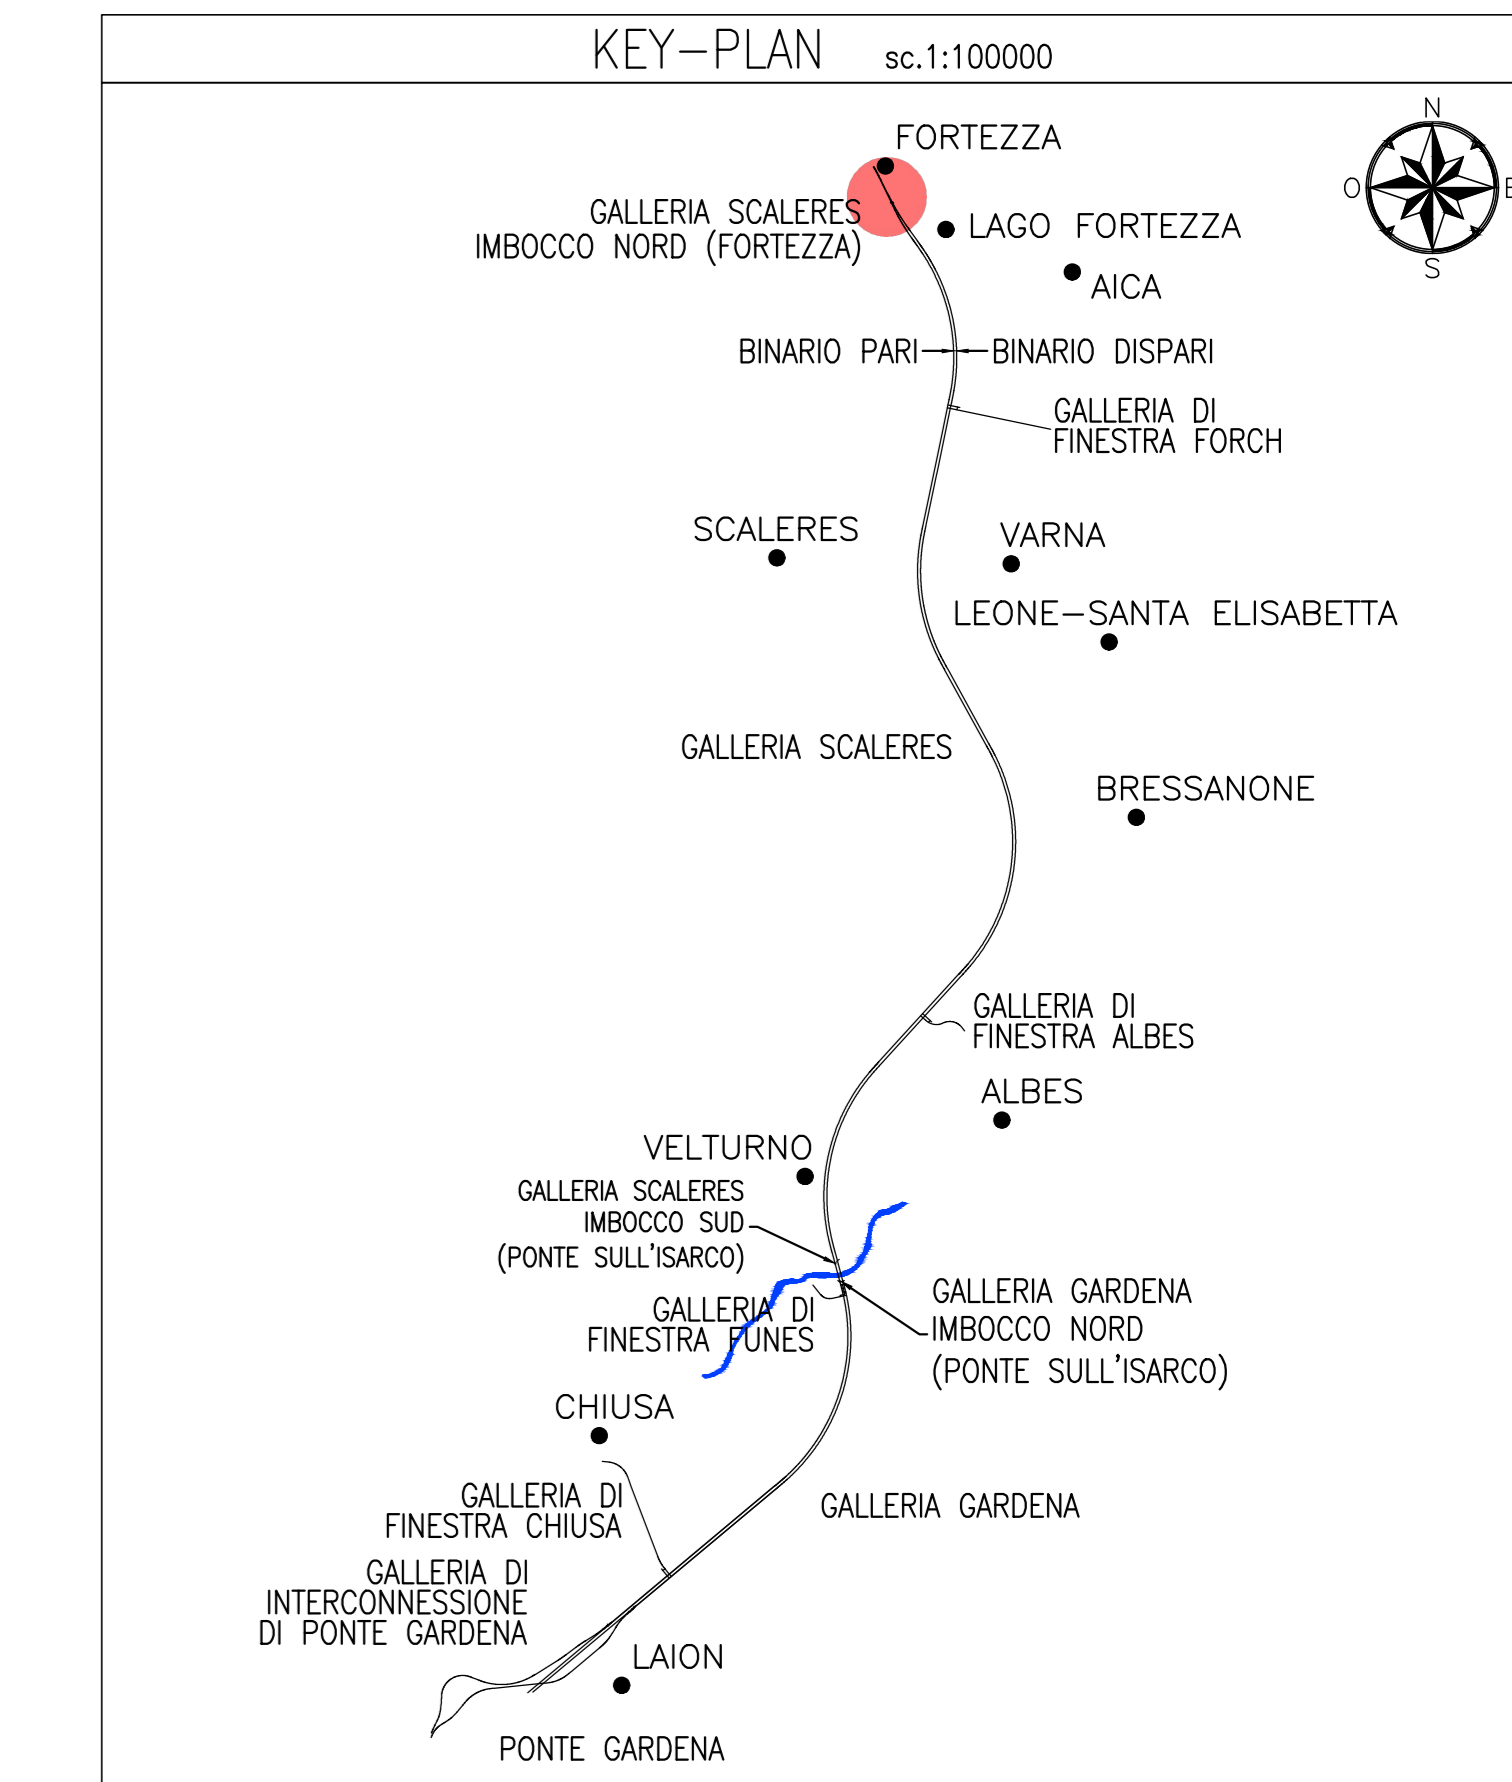 KEY-PLAN sc.1:100000
N
O
E
S
FORTEZZA
GALLERIA SCALERES
IMBOCCO NORD (FORTEZZA)
LAGO FORTEZZA
AICA
BINARIO PARI
BINARIO DISPARI
GALLERIA DI
FINESTRA FORCH
SCALERES
VARNA
LEONE-SANTA ELISABETTA
GALLERIA SCALERES
BRESSANONE
GALLERIA DI
FINESTRA ALBES
ALBES
VELTURNO
GALLERIA SCALERES
IMBOCCO SUD
(PONTE SULL'ISARCO)
GALLERIA DI
FINESTRA FUNES
GALLERIA GARDENA
IMBOCCO NORD
(PONTE SULL'ISARCO)
CHIUSA
GALLERIA DI
FINESTRA CHIUSA
GALLERIA GARDENA
GALLERIA DI
INTERCONNESSIONE
DI PONTE GARDENA
LAION
PONTE GARDENA